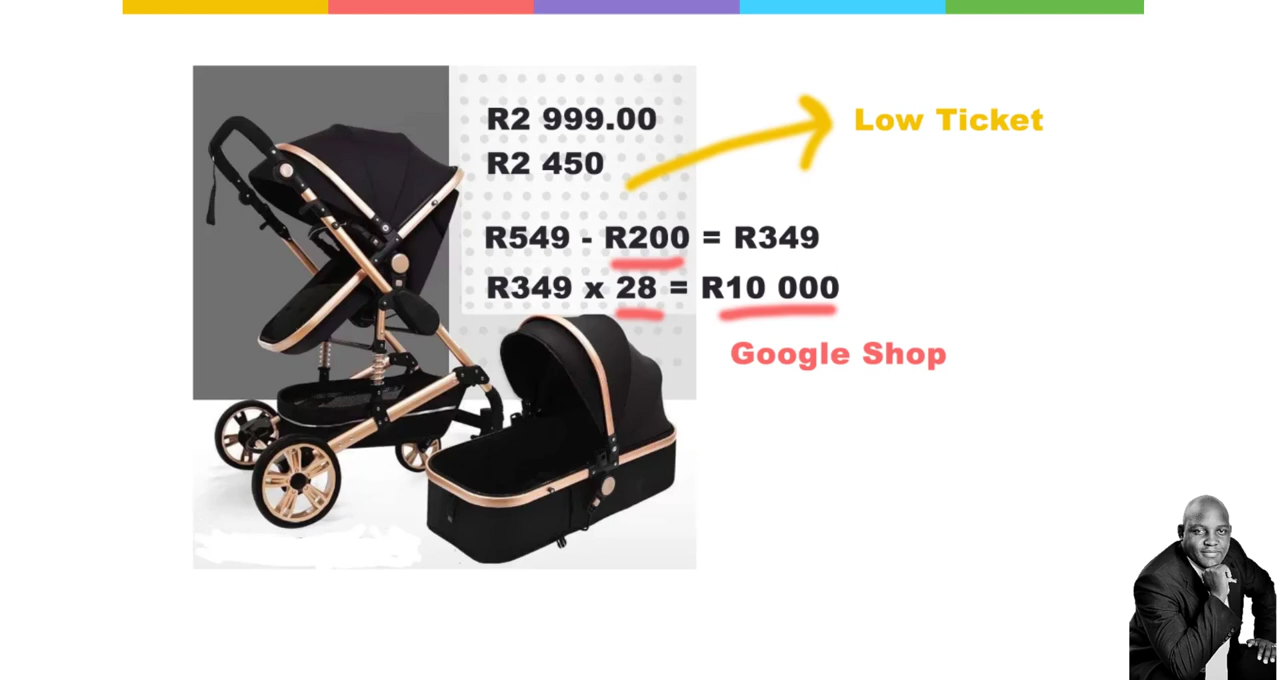 R2 999.00
Low Ticket
R2 450
R549 - R200 = R349
R349 x 28 = R10 000
Google Shop